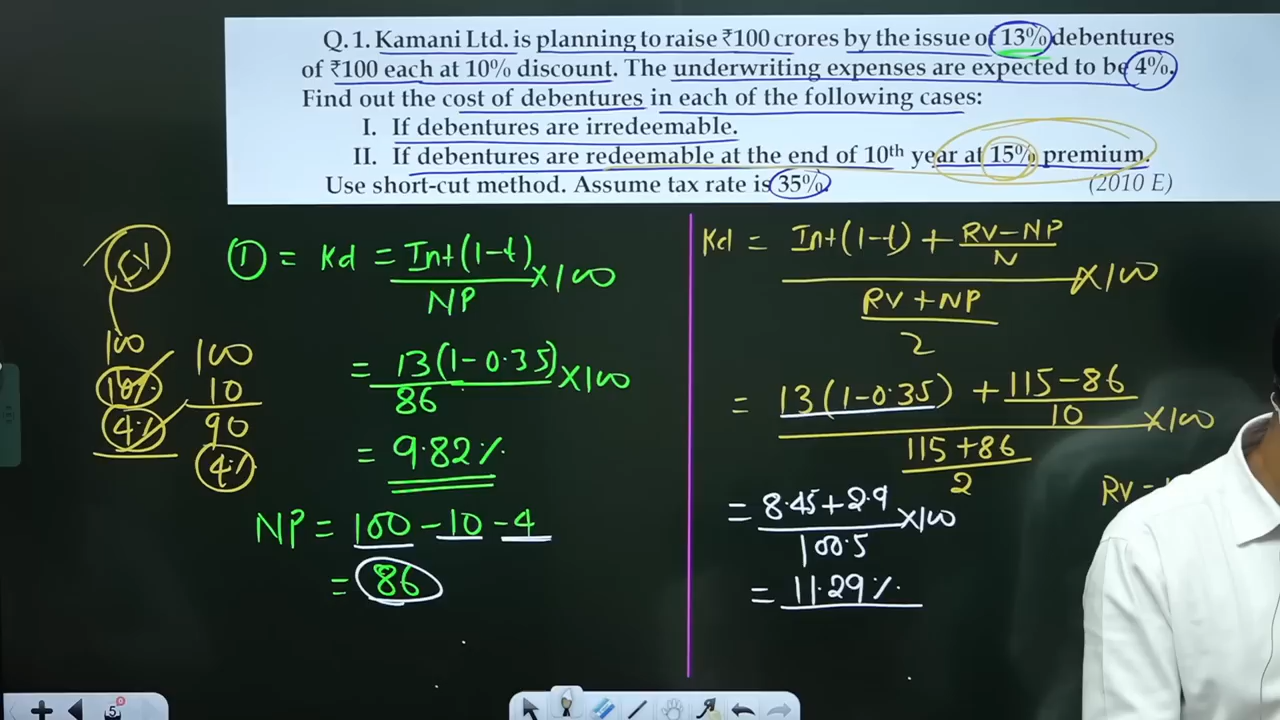 Q. 1. Kamani Ltd. is planning to raise ₹100 crores by the issue of 13% debentures
of ₹100 each at 10% discount. The underwriting expenses are expected to be 4%.
Find out the cost of debentures in each of the following cases:
I. If debentures are irredeemable.
II. If debentures are redeemable at the end of 10th year at 15% premium.
Use short-cut method. Assume tax rate is 35%.
(2010 E)
100
10%
4%
100
10
90
4%
① = Kd = Int(1-t) / NP ×100
= 13(1-0.35) / 86 ×100
= 9.82%
NP = 100 - 10 - 4
= 86
Kd = Int(1-t) + RV-NP / N
RV + NP / 2 ×100
= 13(1-0.35) + 115-86 / 10
115+86 / 2 ×100
RV -
= 8.45+2.9 / 100.5 ×100
= 11.29%
5